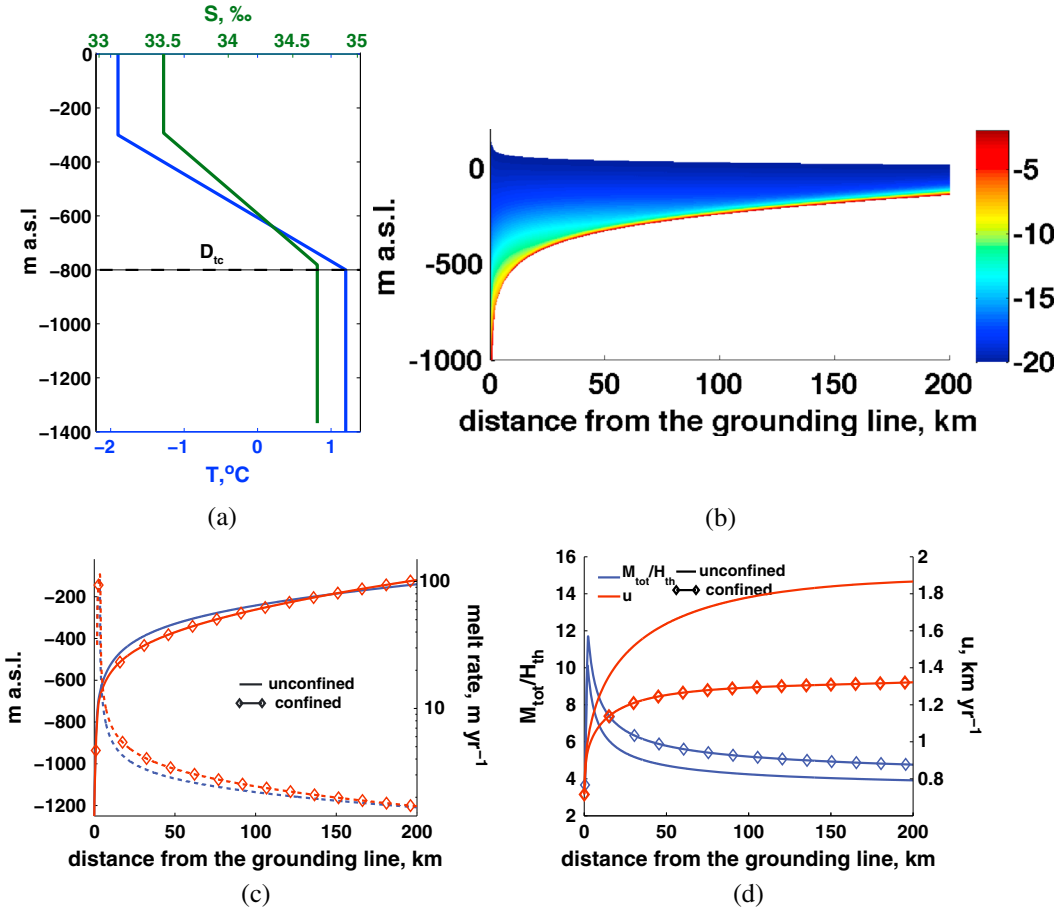 S, ‰
33 33.5 34 34.5 35
0
−200
−400
−600
−800
−1000
−1200
−1400
m a.s.l.
D_tc
−2 −1 0 1
T,°C
(a)
0
-500
-1000
m a.s.l.
0 50 100 150 200
distance from the grounding line, km
-5
-10
-15
-20
(b)
−200
−400
−600
−800
−1000
−1200
m a.s.l.
unconfined
confined
100
10
melt rate, m yr⁻¹
0 50 100 150 200
distance from the grounding line, km
(c)
16
14
12
10
8
6
4
2
M_tot/H_th
M_tot/H_th unconfined
u confined
2
1.8
1.6
1.4
1.2
1
0.8
u, km yr⁻¹
0 50 100 150 200
distance from the grounding line, km
(d)